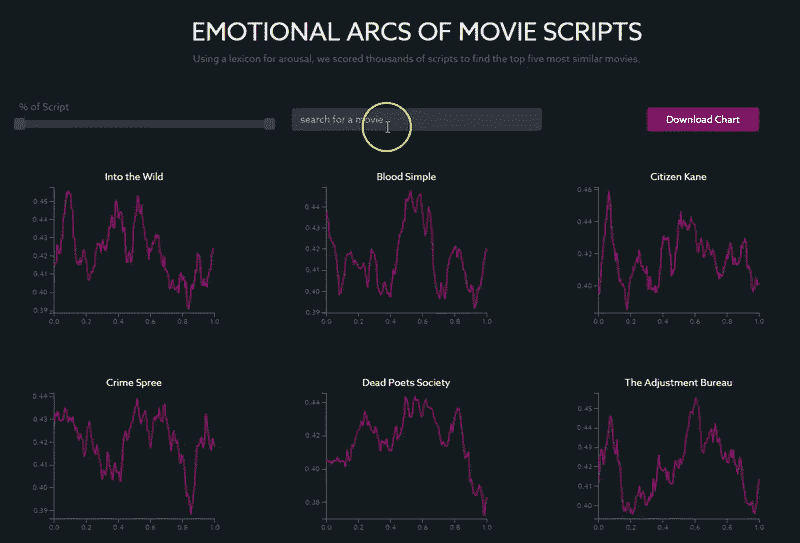 EMOTIONAL ARCS OF MOVIE SCRIPTS
Using a lexicon for arousal, we scored thousands of scripts to find the top five most similar movies.
% of Script
search for a movie
Download Chart
Into the Wild
Blood Simple
Citizen Kane
0.45
0.44
0.43
0.42
0.41
0.40
0.39
0.0 0.2 0.4 0.6 0.8 1.0
0.44
0.43
0.42
0.41
0.40
0.39
0.0 0.2 0.4 0.6 0.8 1.0
0.46
0.44
0.42
0.40
0.0 0.2 0.4 0.6 0.8 1.0
Crime Spree
Dead Poets Society
The Adjustment Bureau
0.44
0.43
0.42
0.41
0.40
0.39
0.0 0.2 0.4 0.6 0.8 1.0
0.44
0.42
0.40
0.38
0.0 0.2 0.4 0.6 0.8 1.0
0.45
0.44
0.43
0.42
0.41
0.40
0.0 0.2 0.4 0.6 0.8 1.0